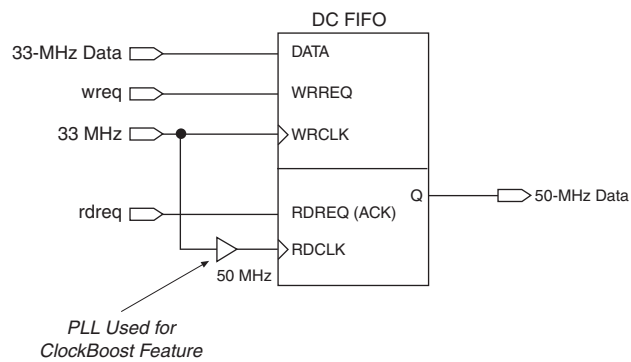 DC FIFO
33-MHz Data
DATA
wreq
WRREQ
33 MHz
WRCLK
Q
50-MHz Data
rdreq
RDREQ (ACK)
RDCLK
50 MHz
PLL Used for
ClockBoost Feature